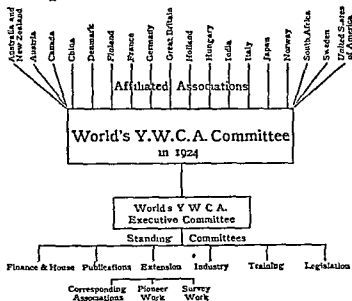 Australia and
New Zealand
Austria
Canada
China
Denmark
Finland
France
Germany
Great Britain
Holland
Hungary
India
Italy
Japan
Norway
South Africa
Sweden
United States
of America
Affiliated Associations
World's Y.W.C.A. Committee
in 1924
World's Y W C A.
Executive Committee
Standing Committees
Finance & House Publications Extension Industry Training Legislation
Corresponding Pioneer Survey
Associations Work Work